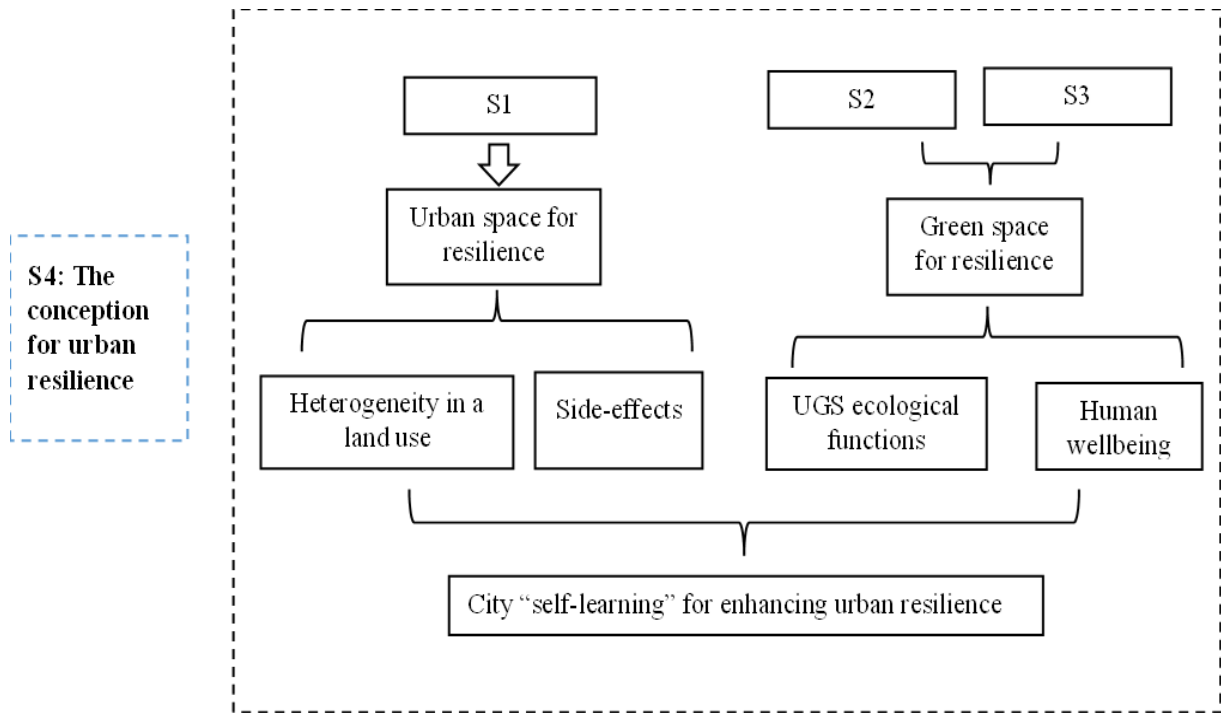 S1
S2
S3
Urban space for
resilience
Green space
for resilience
S4: The
conception
for urban
resilience
Heterogeneity in a
land use
Side-effects
UGS ecological
functions
Human
wellbeing
City “self-learning” for enhancing urban resilience